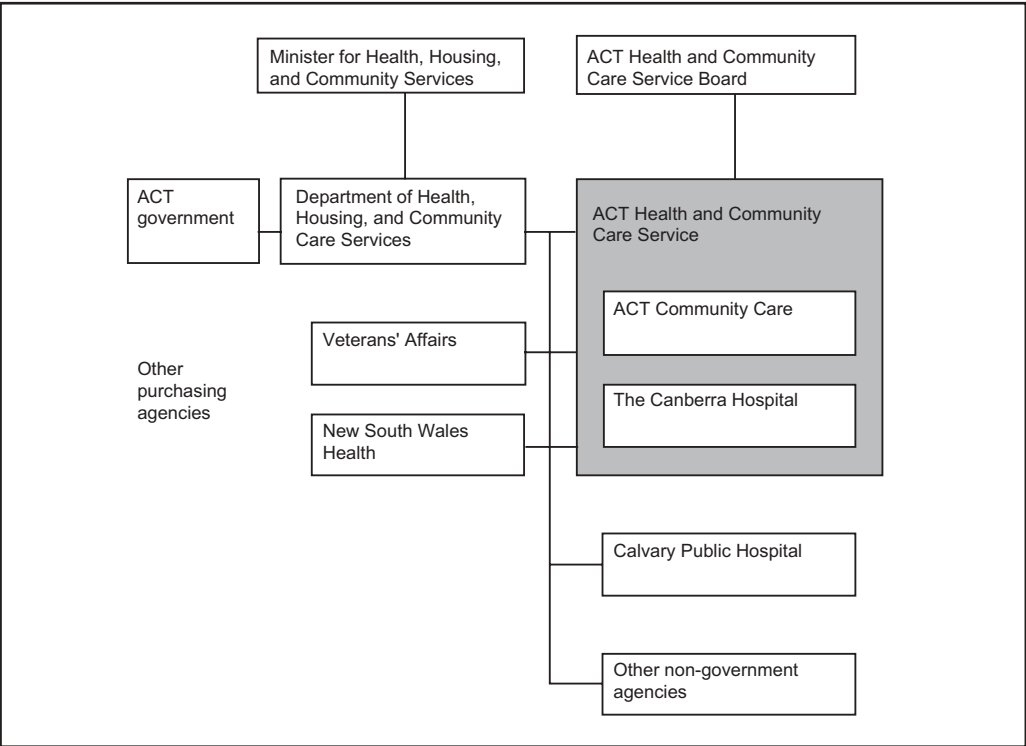 Minister for Health, Housing,
and Community Services
ACT Health and Community
Care Service Board
ACT
government
Department of Health,
Housing, and Community
Care Services
ACT Health and Community
Care Service
ACT Community Care
Veterans' Affairs
Other
purchasing
agencies
The Canberra Hospital
New South Wales
Health
Calvary Public Hospital
Other non-government
agencies